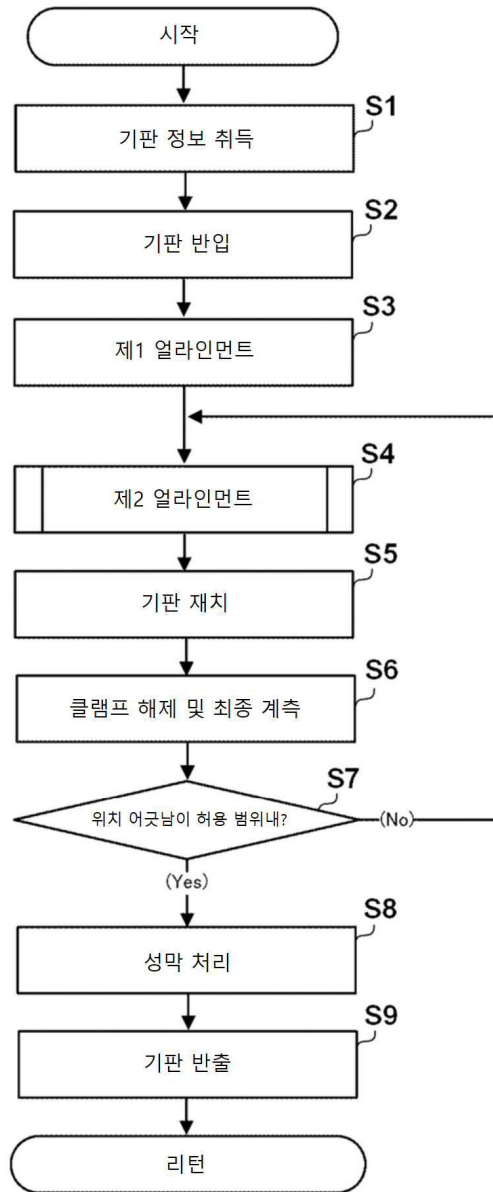 시작
S1
기판 정보 취득
S2
기판 반입
S3
제1 얼라인먼트
S4
제2 얼라인먼트
S5
기판 재치
S6
클램프 해제 및 최종 계측
S7
위치 어긋남이 허용 범위내?
(No)
(Yes)
S8
성막 처리
S9
기판 반출
리턴